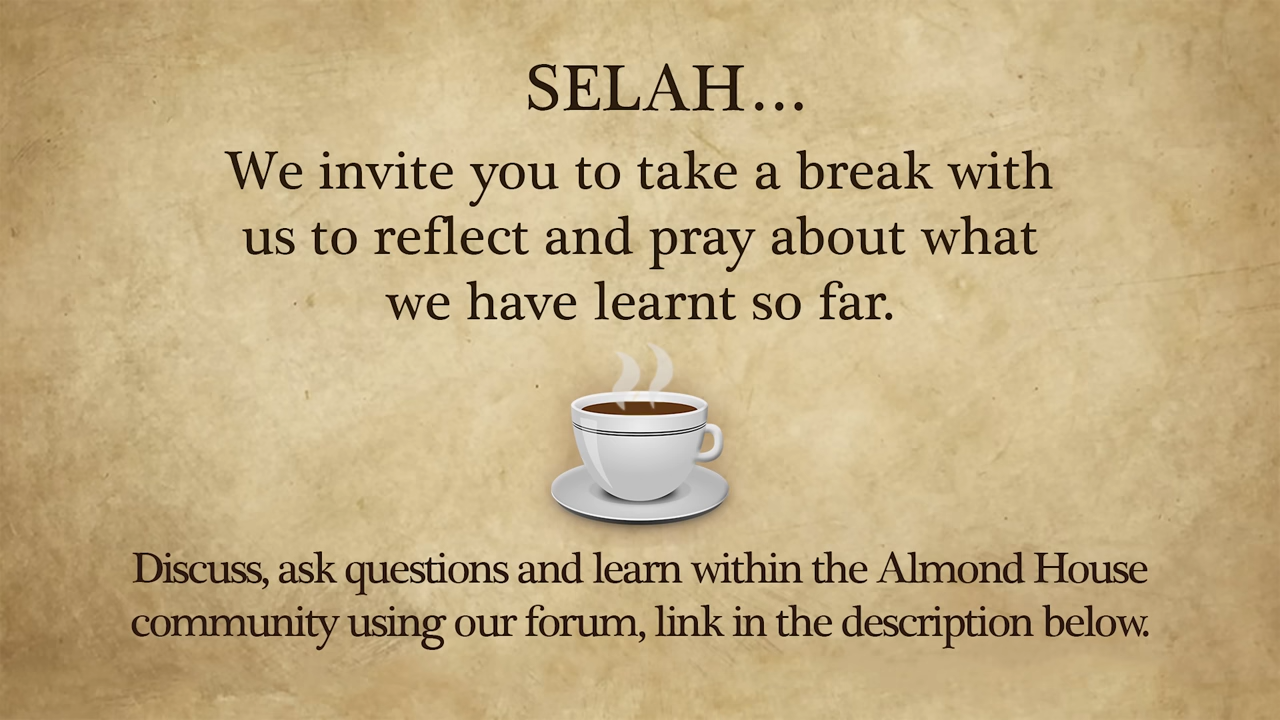 SELAH...
We invite you to take a break with
us to reflect and pray about what
we have learnt so far.
Discuss, ask questions and learn within the Almond House
community using our forum, link in the description below.